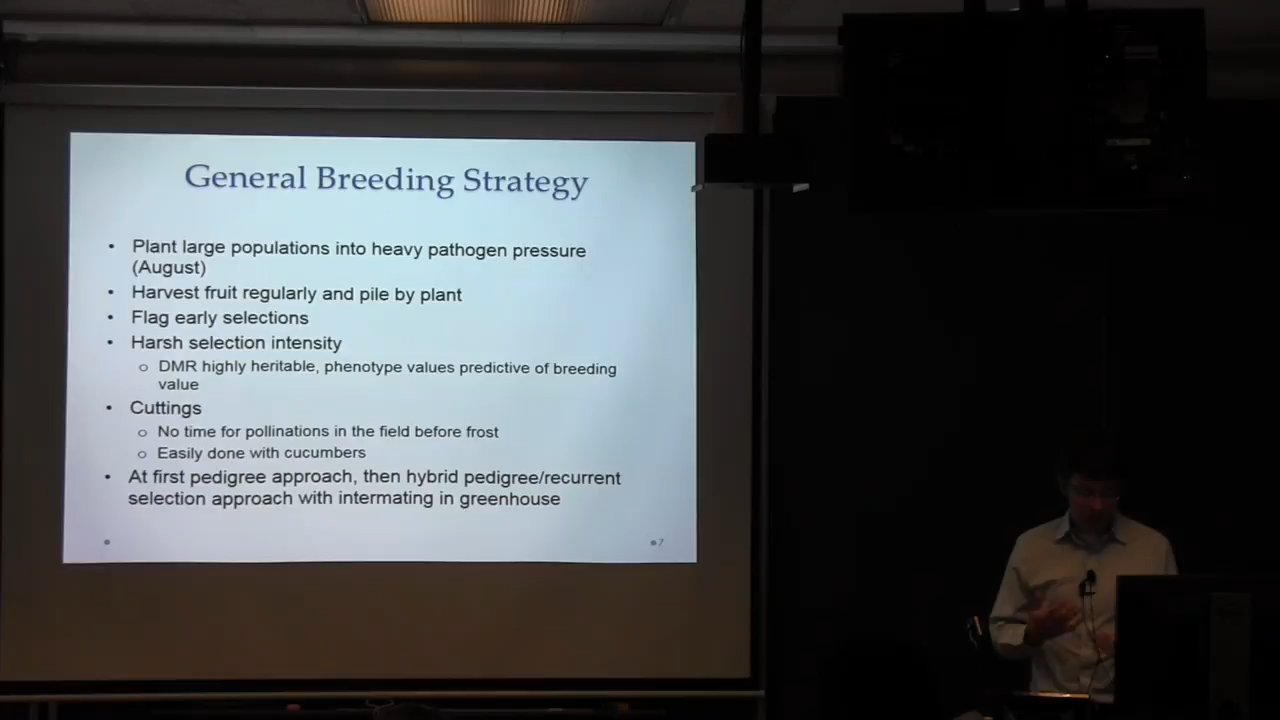 General Breeding Strategy
• Plant large populations into heavy pathogen pressure
(August)
• Harvest fruit regularly and pile by plant
• Flag early selections
• Harsh selection intensity
o DMR highly heritable, phenotype values predictive of breeding
value
• Cuttings
o No time for pollinations in the field before frost
o Easily done with cucumbers
• At first pedigree approach, then hybrid pedigree/recurrent
selection approach with intermating in greenhouse
• •7